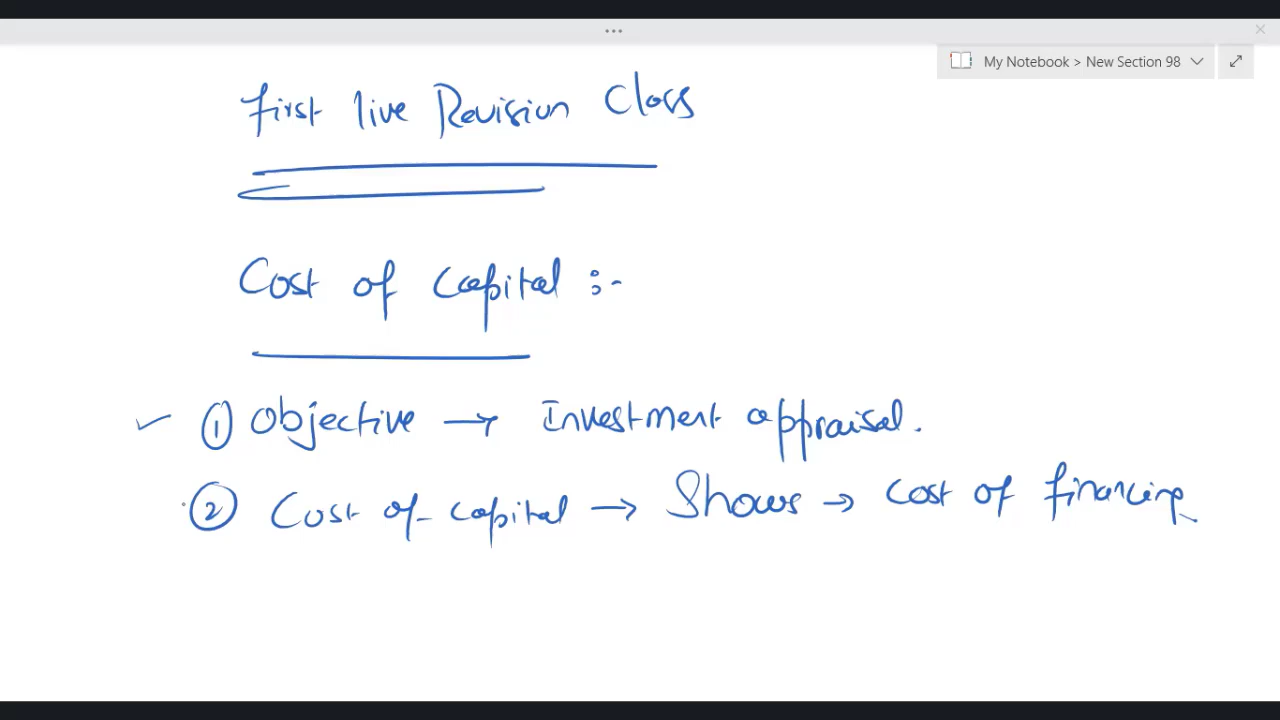 My Notebook > New Section 98
First live Revision Class
Cost of Capital :-
① Objective → Investment appraisal.
② Cost of capital → Shows → Cost of financing